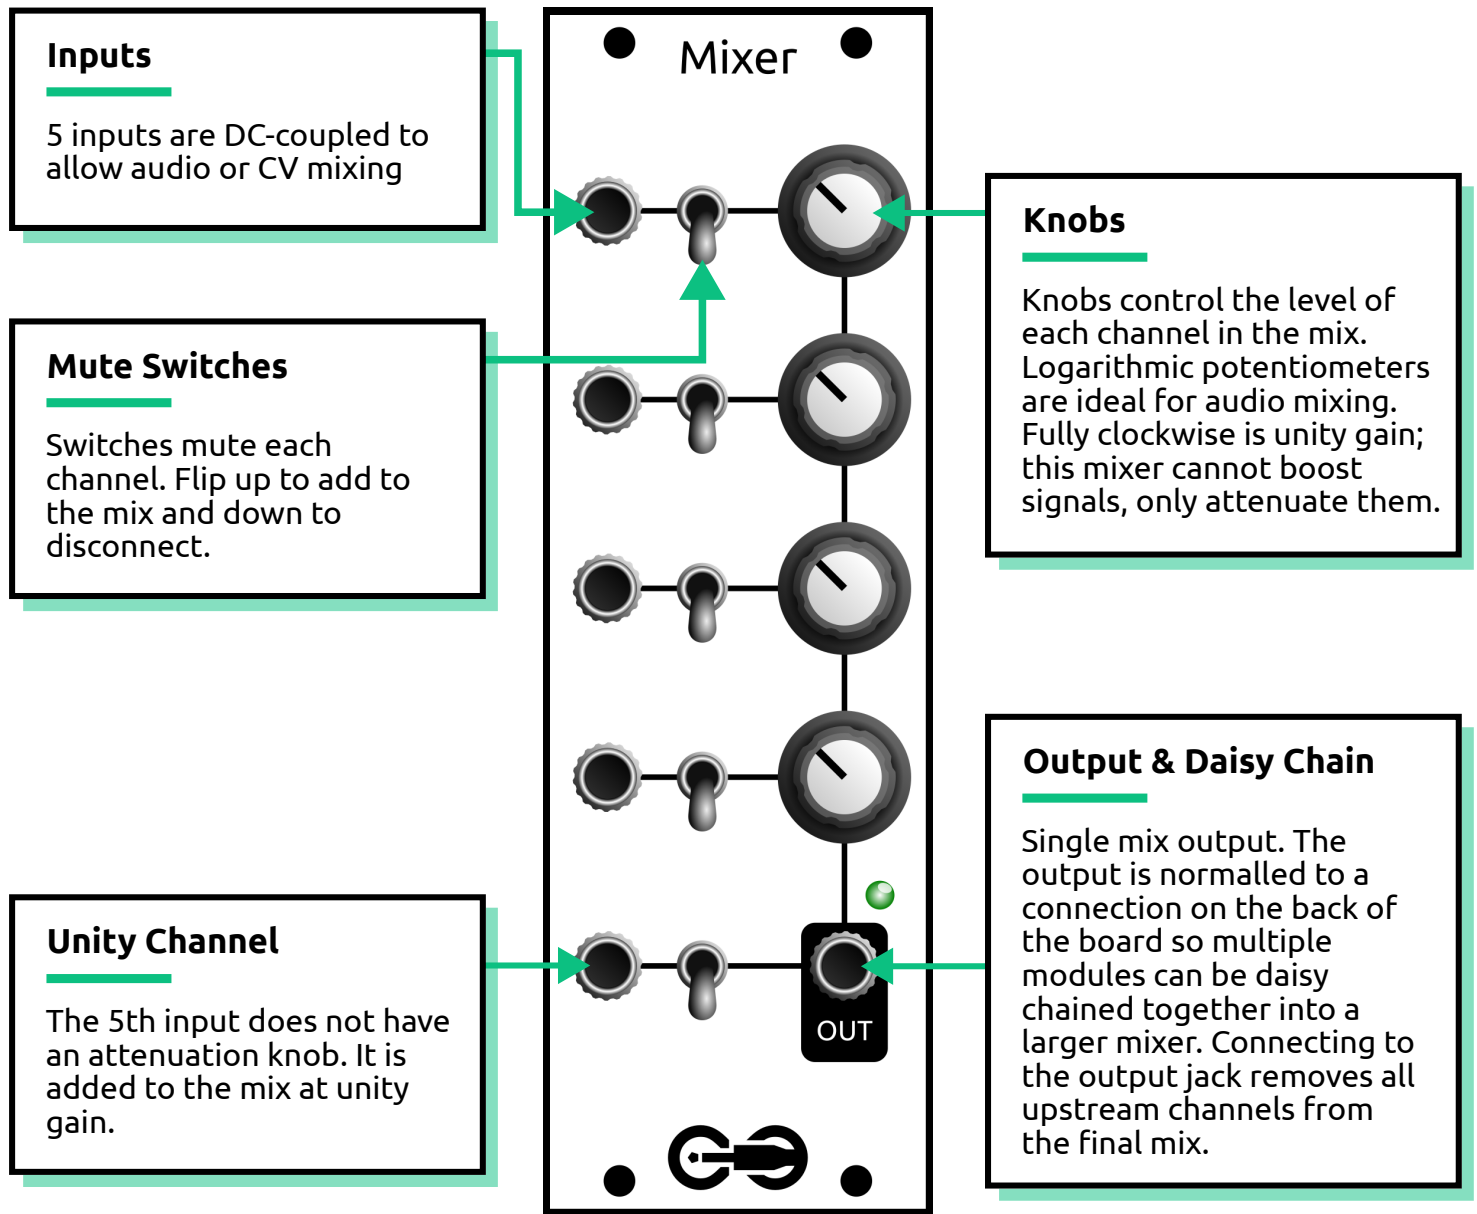 Inputs
5 inputs are DC-coupled to
allow audio or CV mixing
Mute Switches
Switches mute each
channel. Flip up to add to
the mix and down to
disconnect.
Unity Channel
The 5th input does not have
an attenuation knob. It is
added to the mix at unity
gain.
Mixer
OUT
Knobs
Knobs control the level of
each channel in the mix.
Logarithmic potentiometers
are ideal for audio mixing.
Fully clockwise is unity gain;
this mixer cannot boost
signals, only attenuate them.
Output & Daisy Chain
Single mix output. The
output is normalled to a
connection on the back of
the board so multiple
modules can be daisy
chained together into a
larger mixer. Connecting to
the output jack removes all
upstream channels from
the final mix.